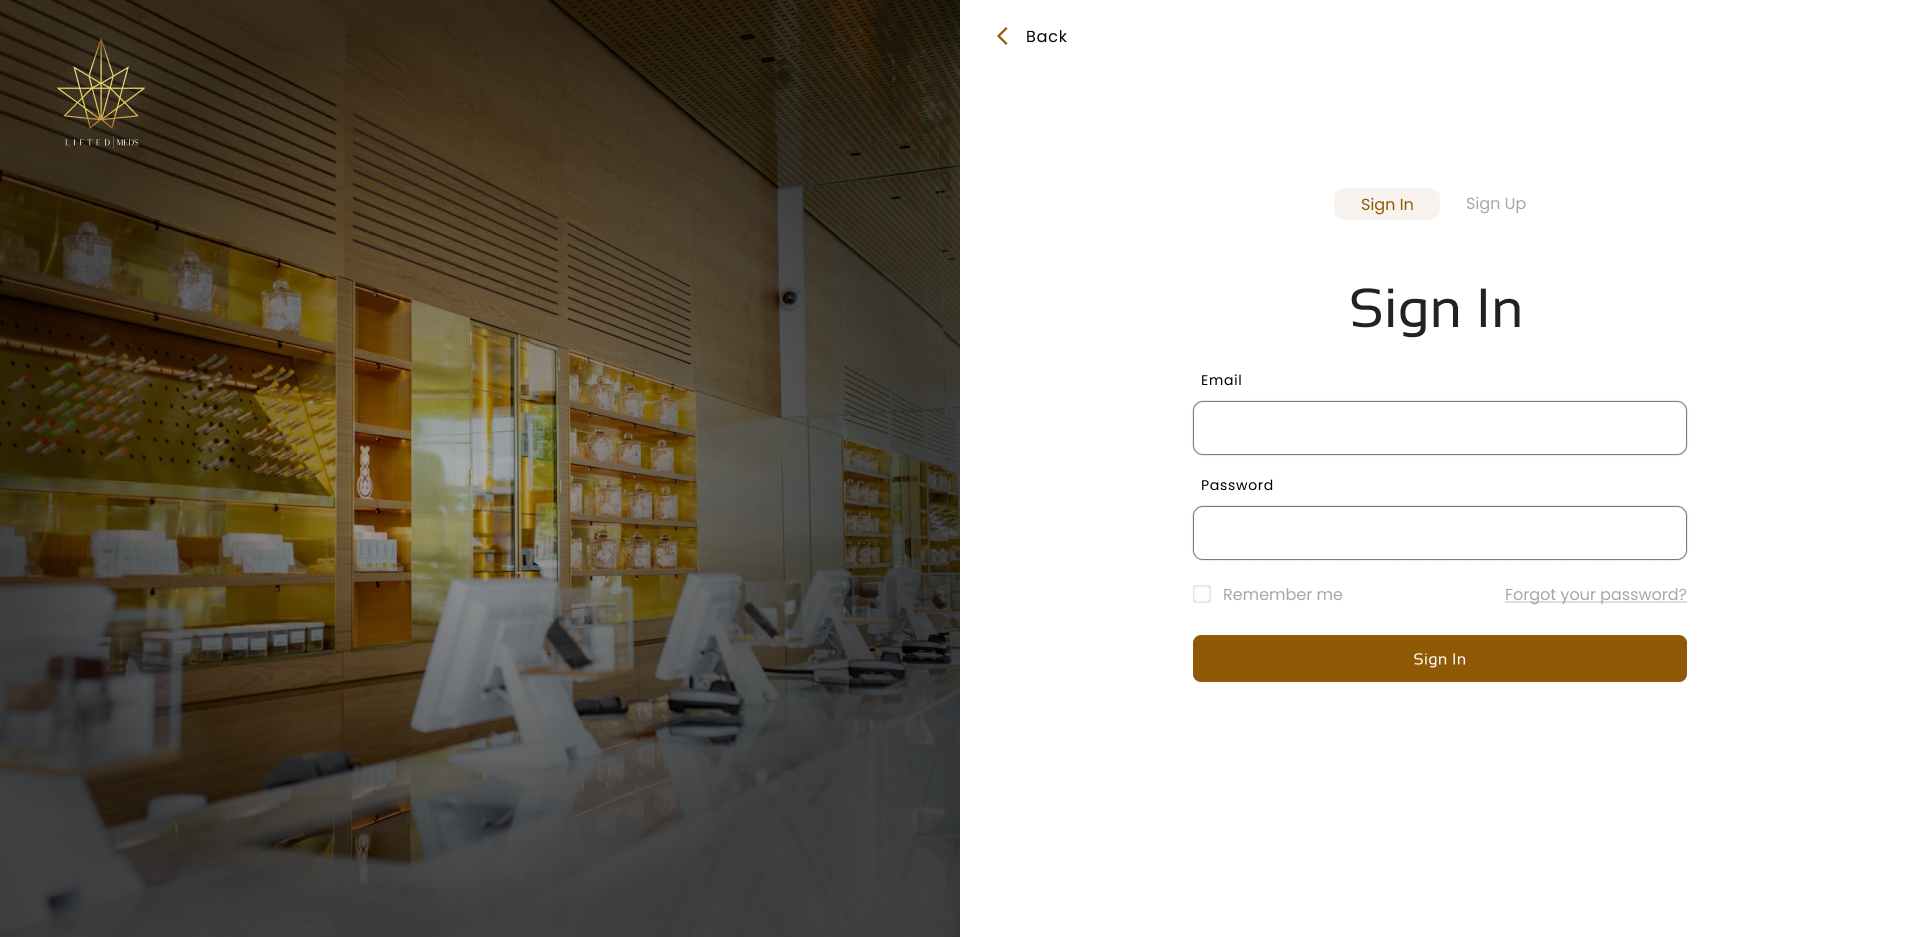 LIFTED|MEDS
Back
Sign In
Sign Up
Sign In
Email
Password
Remember me
Forgot your password?
Sign In